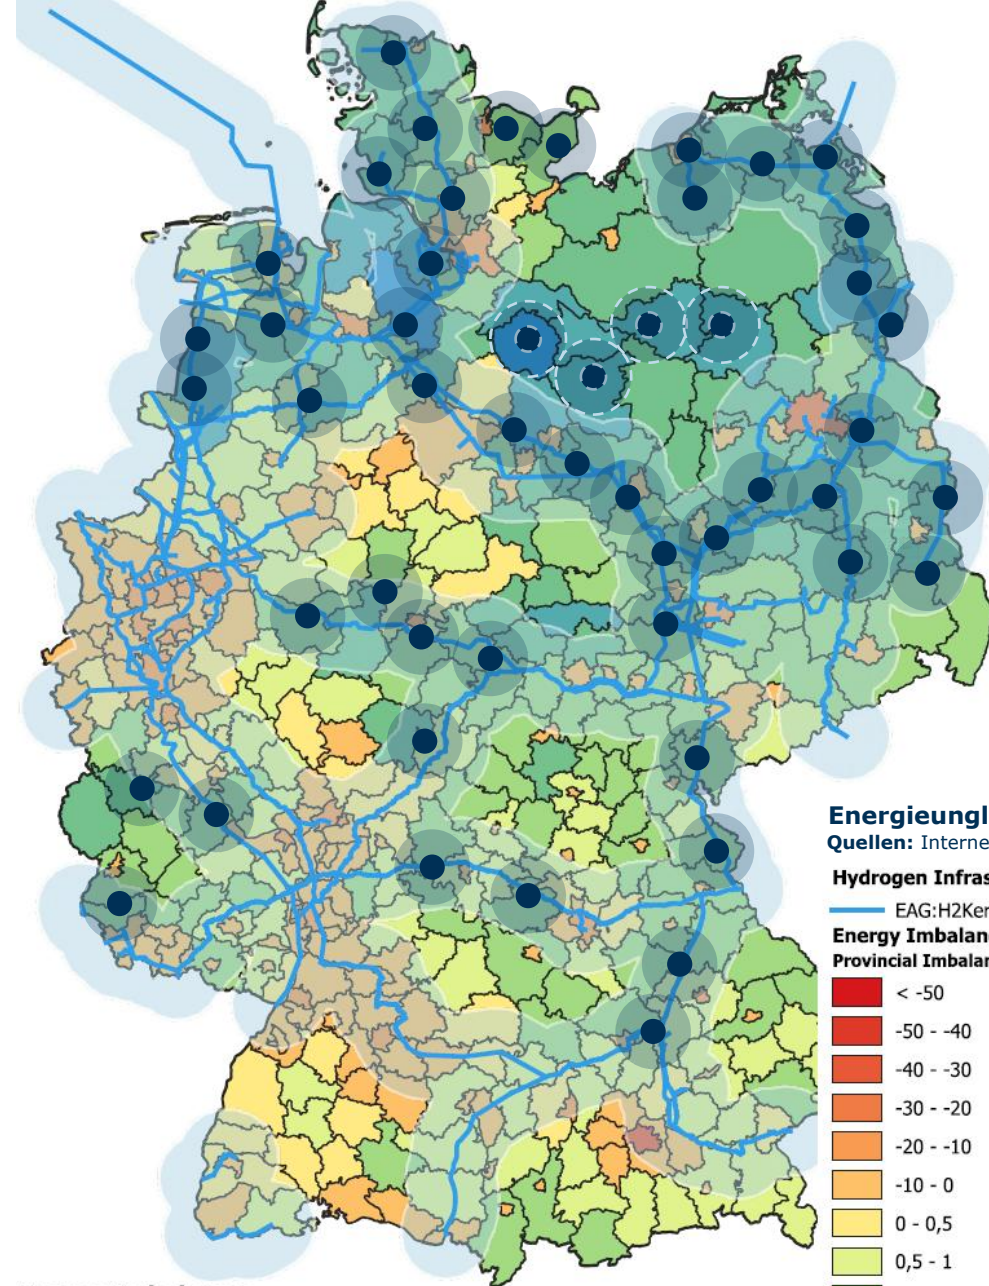 Energieungl
Quellen: Interne
Hydrogen Infras
EAG:H2Ker
Energy Imbalan
Provincial Imbalan
< -50
-50 - -40
-40 - -30
-30 - -20
-20 - -10
-10 - 0
0 - 0,5
0,5 - 1